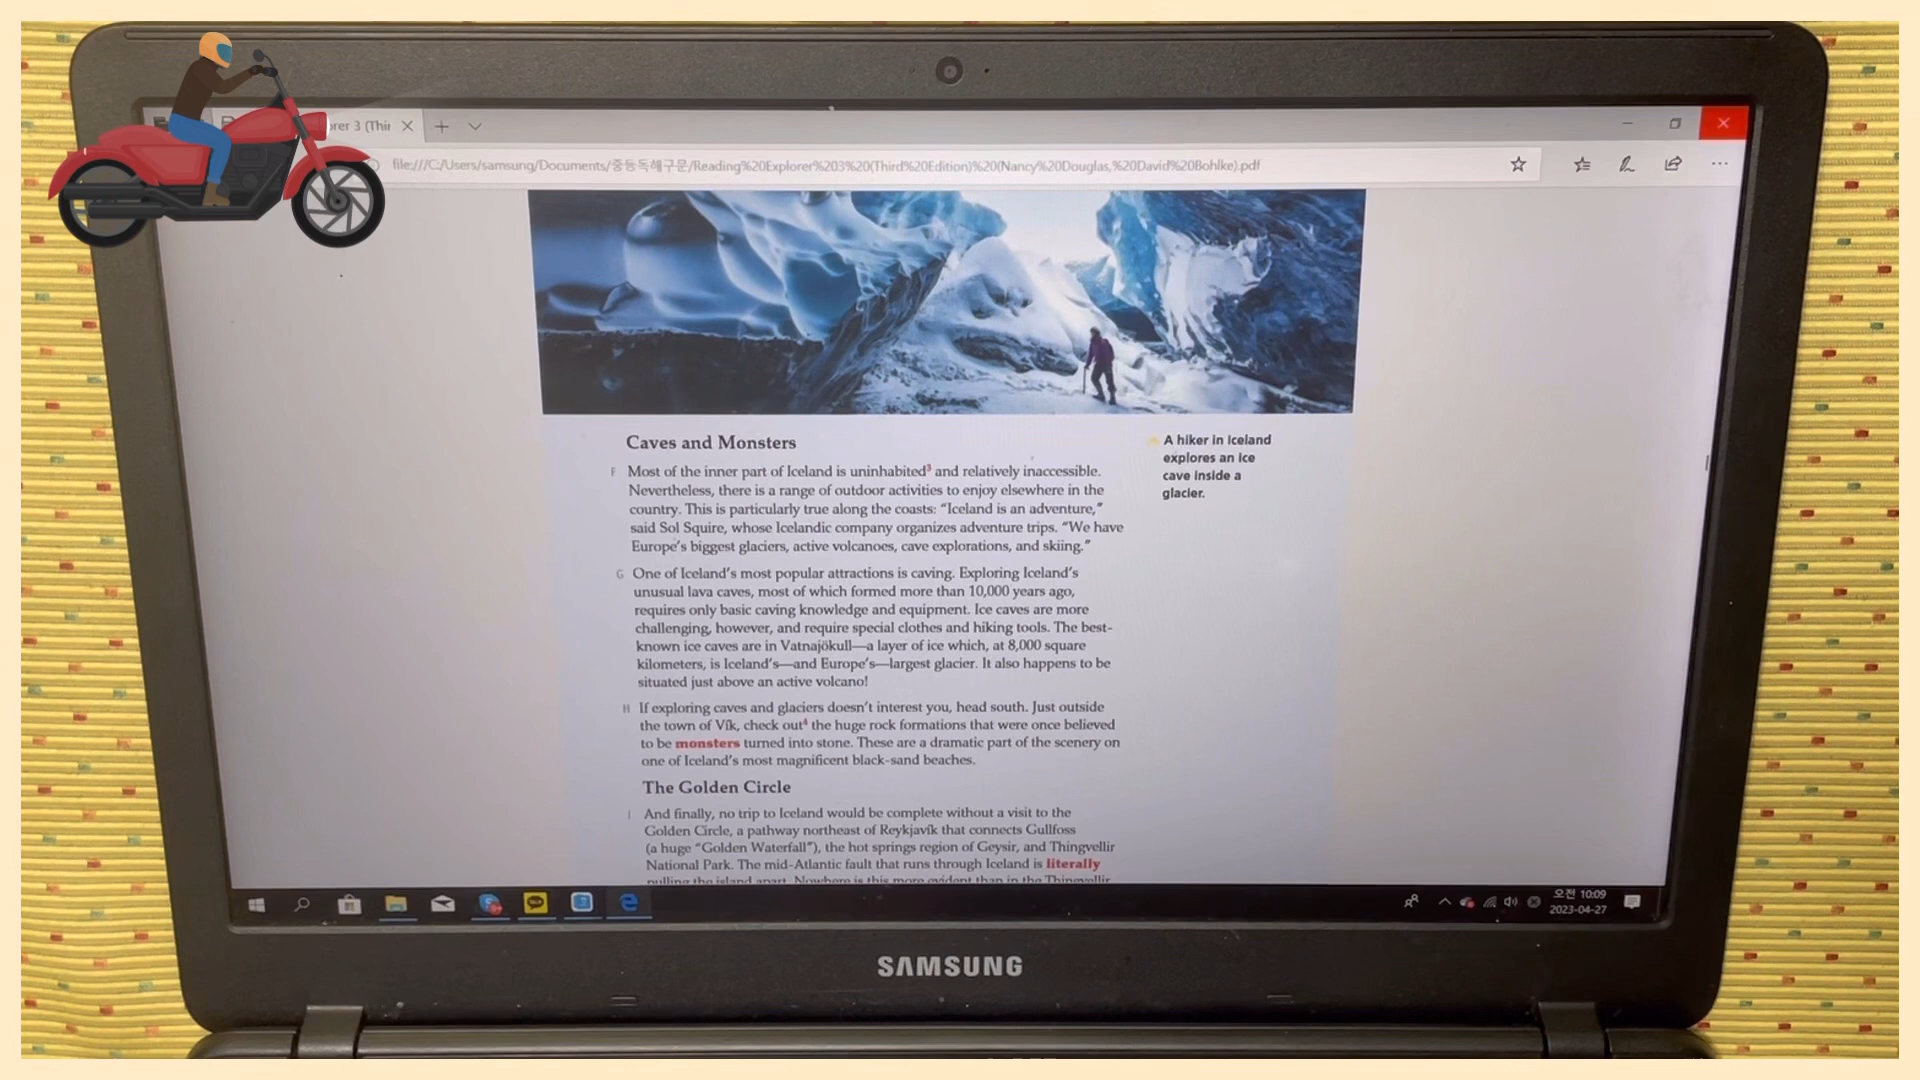 orer 3 (Thir
file:///C:/Users/samsung/Documents/중등독해구문/Reading%20Explorer%203%20(Third%20Edition)%20(Nancy%20Douglas,%20David%20Bohlke).pdf
Caves and Monsters
A hiker in Iceland
explores an ice
cave inside a
glacier.
F Most of the inner part of Iceland is uninhabited³ and relatively inaccessible.
Nevertheless, there is a range of outdoor activities to enjoy elsewhere in the
country. This is particularly true along the coasts: “Iceland is an adventure,”
said Sol Squire, whose Icelandic company organizes adventure trips. “We have
Europe’s biggest glaciers, active volcanoes, cave explorations, and skiing.”
G One of Iceland’s most popular attractions is caving. Exploring Iceland’s
unusual lava caves, most of which formed more than 10,000 years ago,
requires only basic caving knowledge and equipment. Ice caves are more
challenging, however, and require special clothes and hiking tools. The best-
known ice caves are in Vatnajökull—a layer of ice which, at 8,000 square
kilometers, is Iceland’s—and Europe’s—largest glacier. It also happens to be
situated just above an active volcano!
H If exploring caves and glaciers doesn’t interest you, head south. Just outside
the town of Vík, check out⁴ the huge rock formations that were once believed
to be monsters turned into stone. These are a dramatic part of the scenery on
one of Iceland’s most magnificent black-sand beaches.
The Golden Circle
I And finally, no trip to Iceland would be complete without a visit to the
Golden Circle, a pathway northeast of Reykjavík that connects Gullfoss
(a huge “Golden Waterfall”), the hot springs region of Geysir, and Thingvellir
National Park. The mid-Atlantic fault that runs through Iceland is literally
pulling the island apart. Nowhere is this more evident than in the Thingvellir
오전 10:09
2023-04-27
SAMSUNG